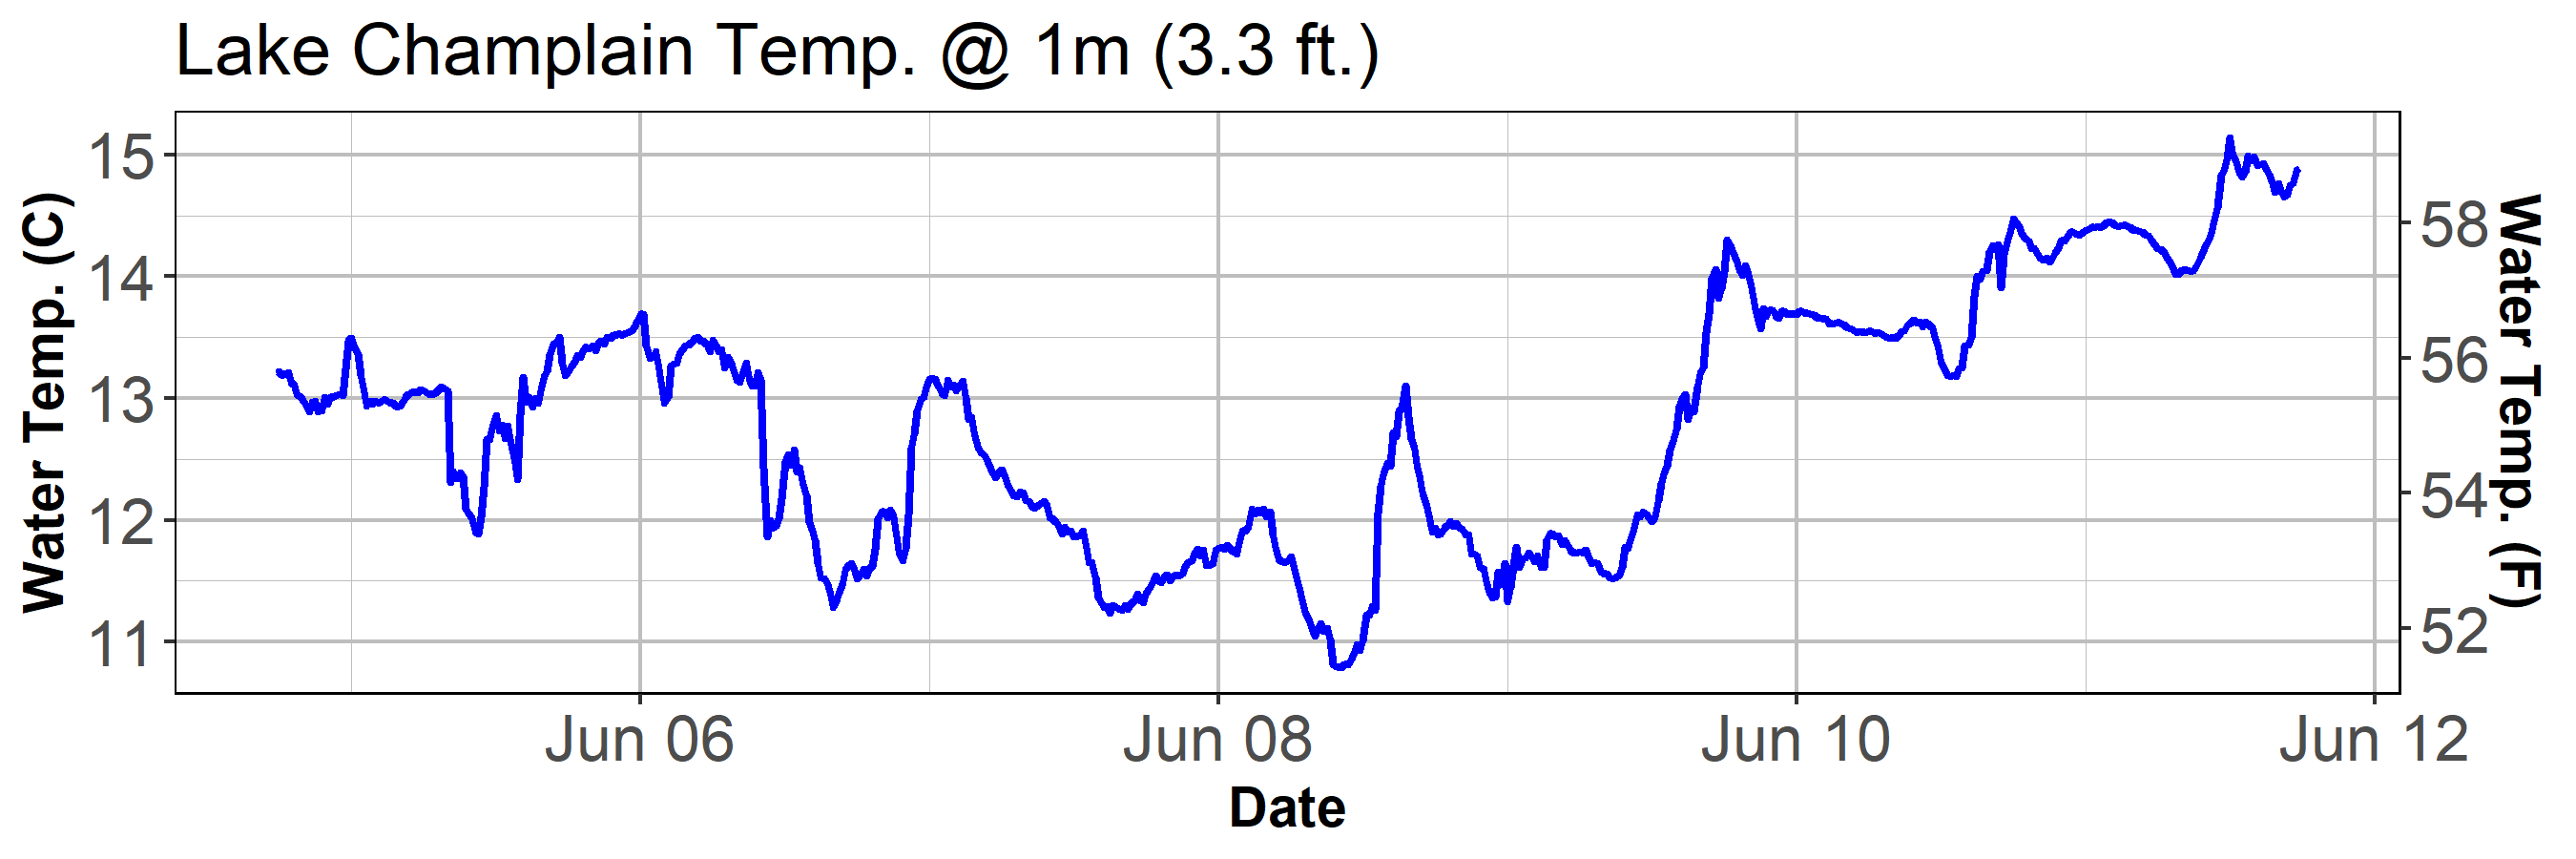 Lake Champlain Temp. @ 1m (3.3 ft.)
Water Temp. (C)
15
14
13
12
11
58
56
54
52
Water Temp. (F)
Jun 06 Jun 08 Jun 10 Jun 12
Date